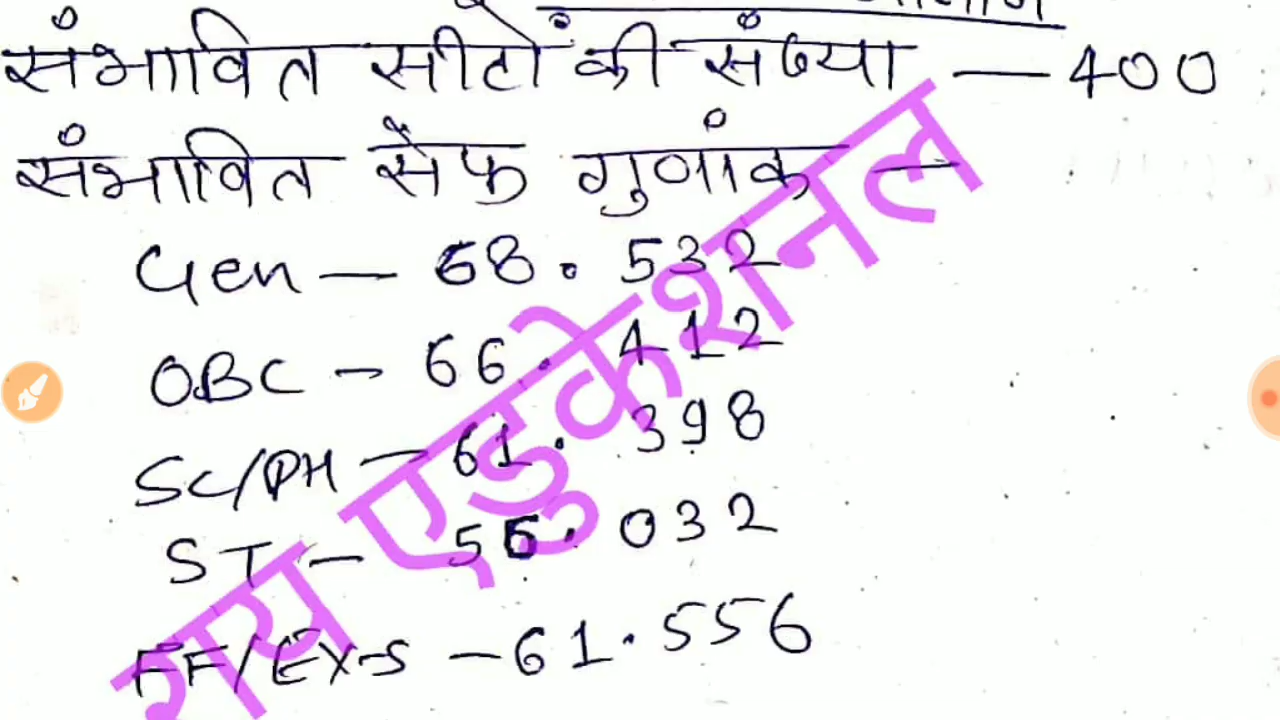 संभावित सीटों की संख्या — 400
संभावित सैफ गुणांक —
Gen — 68.532
OBC — 66.412
SC/PH — 61.398
ST — 56.032
FF/EX-S — 61.556
राय एडुकेशनल